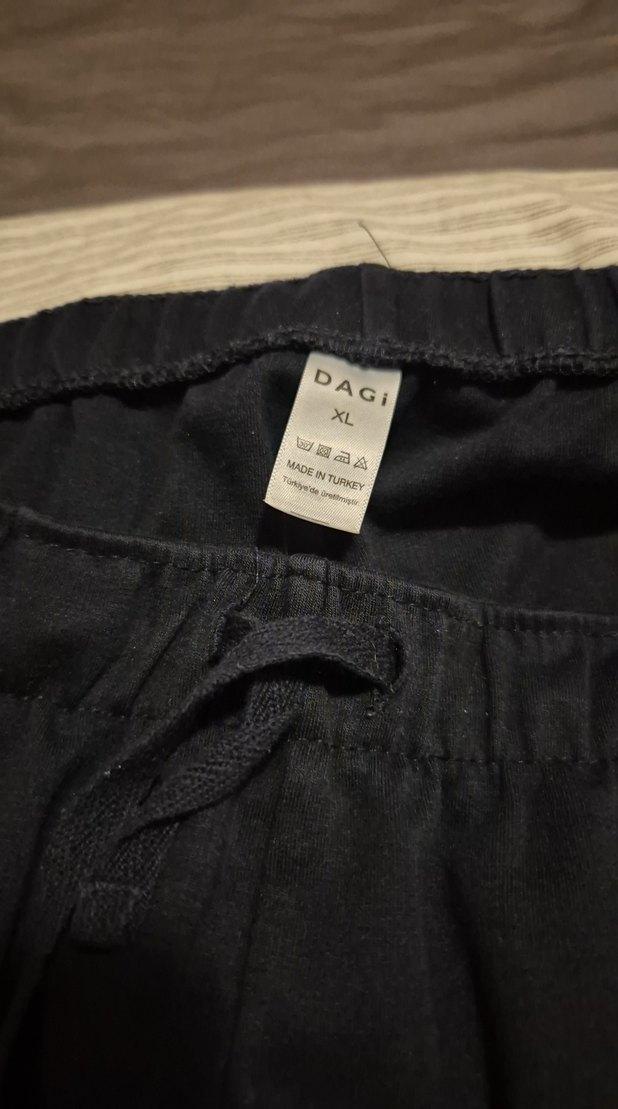 DAGi
XL
MADE IN TURKEY
Türkiye'de üretilmiştir